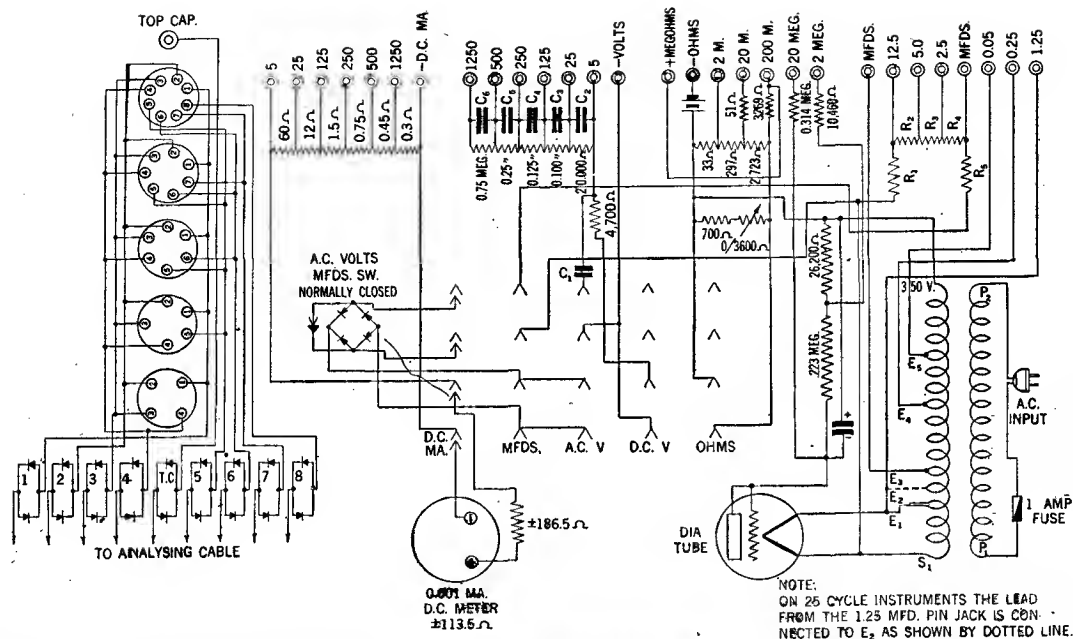 TOP CAP.
5
25
125
250
500
1250
-D.C. MA.
1250
500
250
125
25
5
-VOLTS
+MEGOHMS
-OHMS
2 M.
20 M.
200 M.
20 MEG.
2 MEG.
MFDS
12.5
5.0
2.5
MFDS.
0.05
0.25
1.25
60Ω
12Ω
1.5Ω
0.75Ω
0.45Ω
0.3Ω
C6
C5
C4
C3
C2
0.75 MEG.
0.25"
0.125"
0.100"
20.000Ω
4,700Ω
C1
51Ω
3269Ω
0.314 MEG.
10,460Ω
33Ω
297Ω
2,723Ω
700Ω
0/3600Ω
26,200Ω
223 MEG.
R2
R3
R4
R1
R5
350 V.
P2
E5
E4
E3
E2
E1
S1
P1
A.C.
INPUT
1 AMP
FUSE
A.C. VOLTS
MFDS. SW.
NORMALLY CLOSED
D.C.
MA.
MFDS.
A.C. V
D.C. V
OHMS
1 2 3 4 T.C 5 6 7 8
TO ANALYSING CABLE
±186.5Ω
0.001 MA.
D.C. METER
±113.5Ω
DIA
TUBE
NOTE:
ON 25 CYCLE INSTRUMENTS THE LEAD
FROM THE 1.25 MFD. PIN JACK IS CON-
NECTED TO E2 AS SHOWN BY DOTTED LINE.